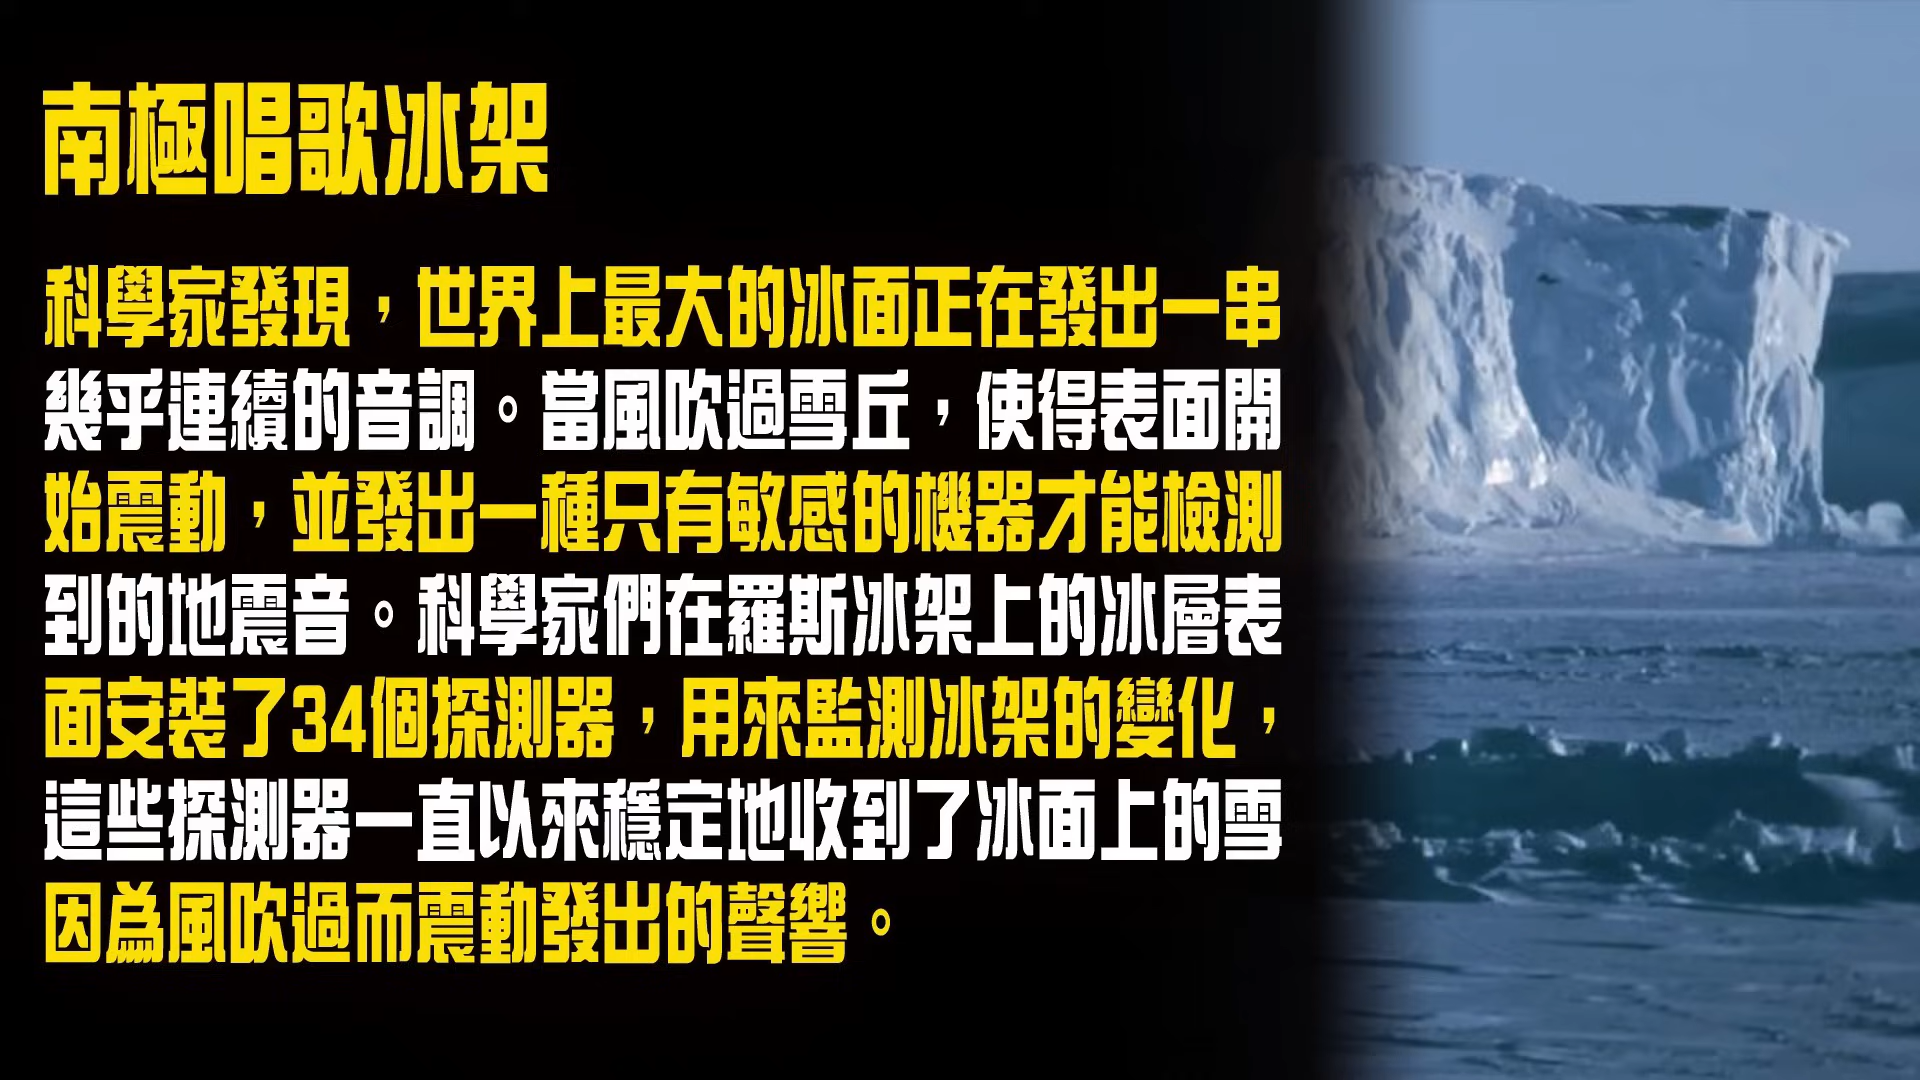 南極唱歌冰架
科學家發現，世界上最大的冰面正在發出一串
幾乎連續的音調。當風吹過雪丘，使得表面開
始震動，並發出一種只有敏感的機器才能檢測
到的地震音。科學家們在羅斯冰架上的冰層表
面安裝了34個探測器，用來監測冰架的變化，
這些探測器一直以來穩定地收到了冰面上的雪
因為風吹過而震動發出的聲響。